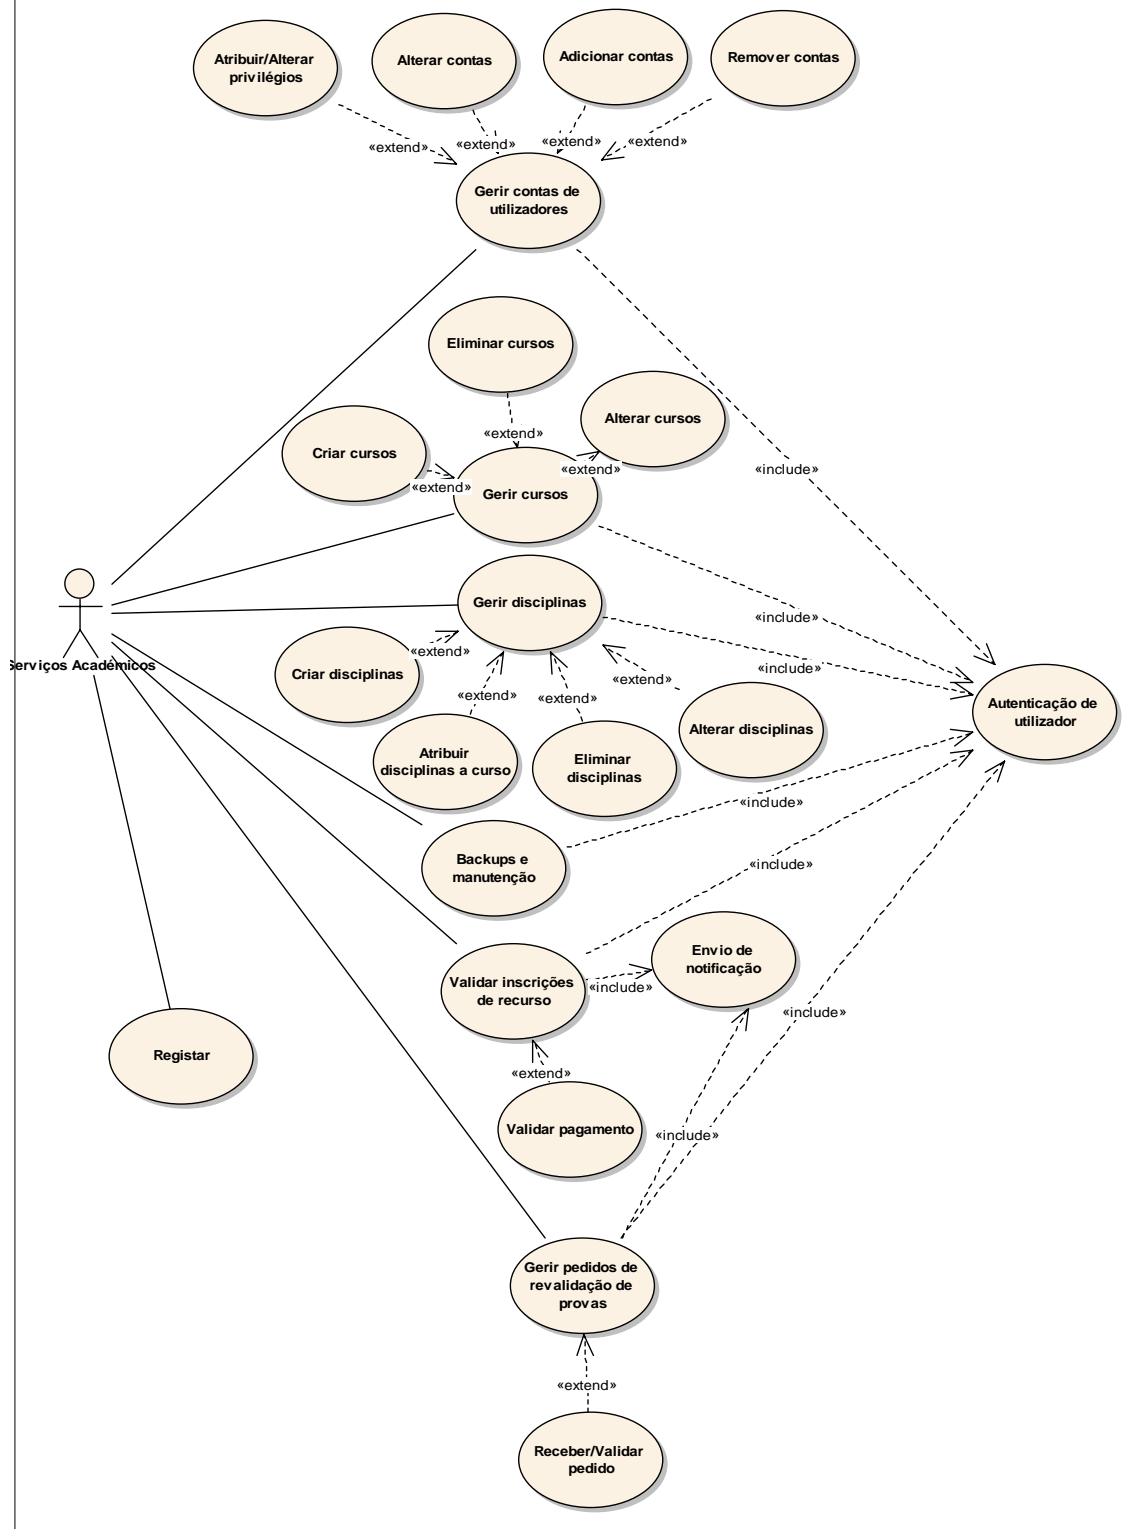 Atribuir/Alterar
privilégios
Alterar contas
Adicionar contas
Remover contas
«extend»
«extend»
«extend»
«extend»
Gerir contas de
utilizadores
Eliminar cursos
Alterar cursos
Criar cursos
«extend»
«extend»
«extend»
Gerir cursos
«include»
Gerir disciplinas
«include»
Serviços Académicos
Criar disciplinas
«extend»
«extend»
«extend»
«extend»
«include»
Autenticação de
utilizador
Atribuir
disciplinas a curso
Eliminar
disciplinas
Alterar disciplinas
«include»
Backups e
manutenção
«include»
Envio de
notificação
Validar inscrições
de recurso
«include»
«include»
Registar
«extend»
Validar pagamento
«include»
Gerir pedidos de
revalidação de
provas
«extend»
Receber/Validar
pedido